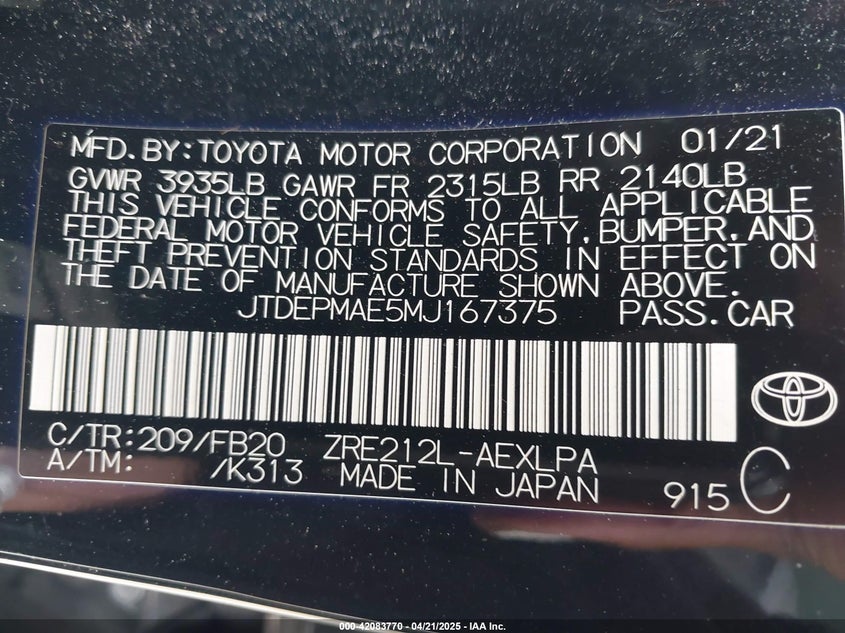 MFD.BY:TOYOTA MOTOR CORPORATION 01/21
GVWR 3935LB GAWR FR 2315LB RR 2140LB
THIS VEHICLE CONFORMS TO ALL APPLICABLE
FEDERAL MOTOR VEHICLE SAFETY,BUMPER,AND
THEFT PREVENTION STANDARDS IN EFFECT ON
THE DATE OF MANUFACTURE SHOWN ABOVE.
JTDEPMAE5MJ167375 PASS.CAR
C/TR:209/FB20 ZRE212L-AEXLPA
A/TM: /K313 MADE IN JAPAN 915 C
000-42083770 - 04/21/2025 - IAA Inc.